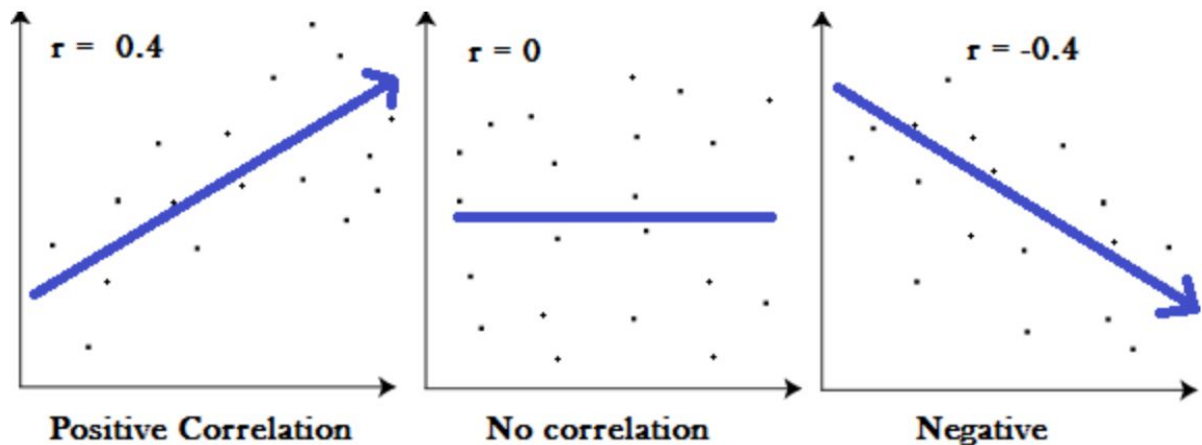 r = 0.4
r = 0
r = -0.4
Positive Correlation
No correlation
Negative